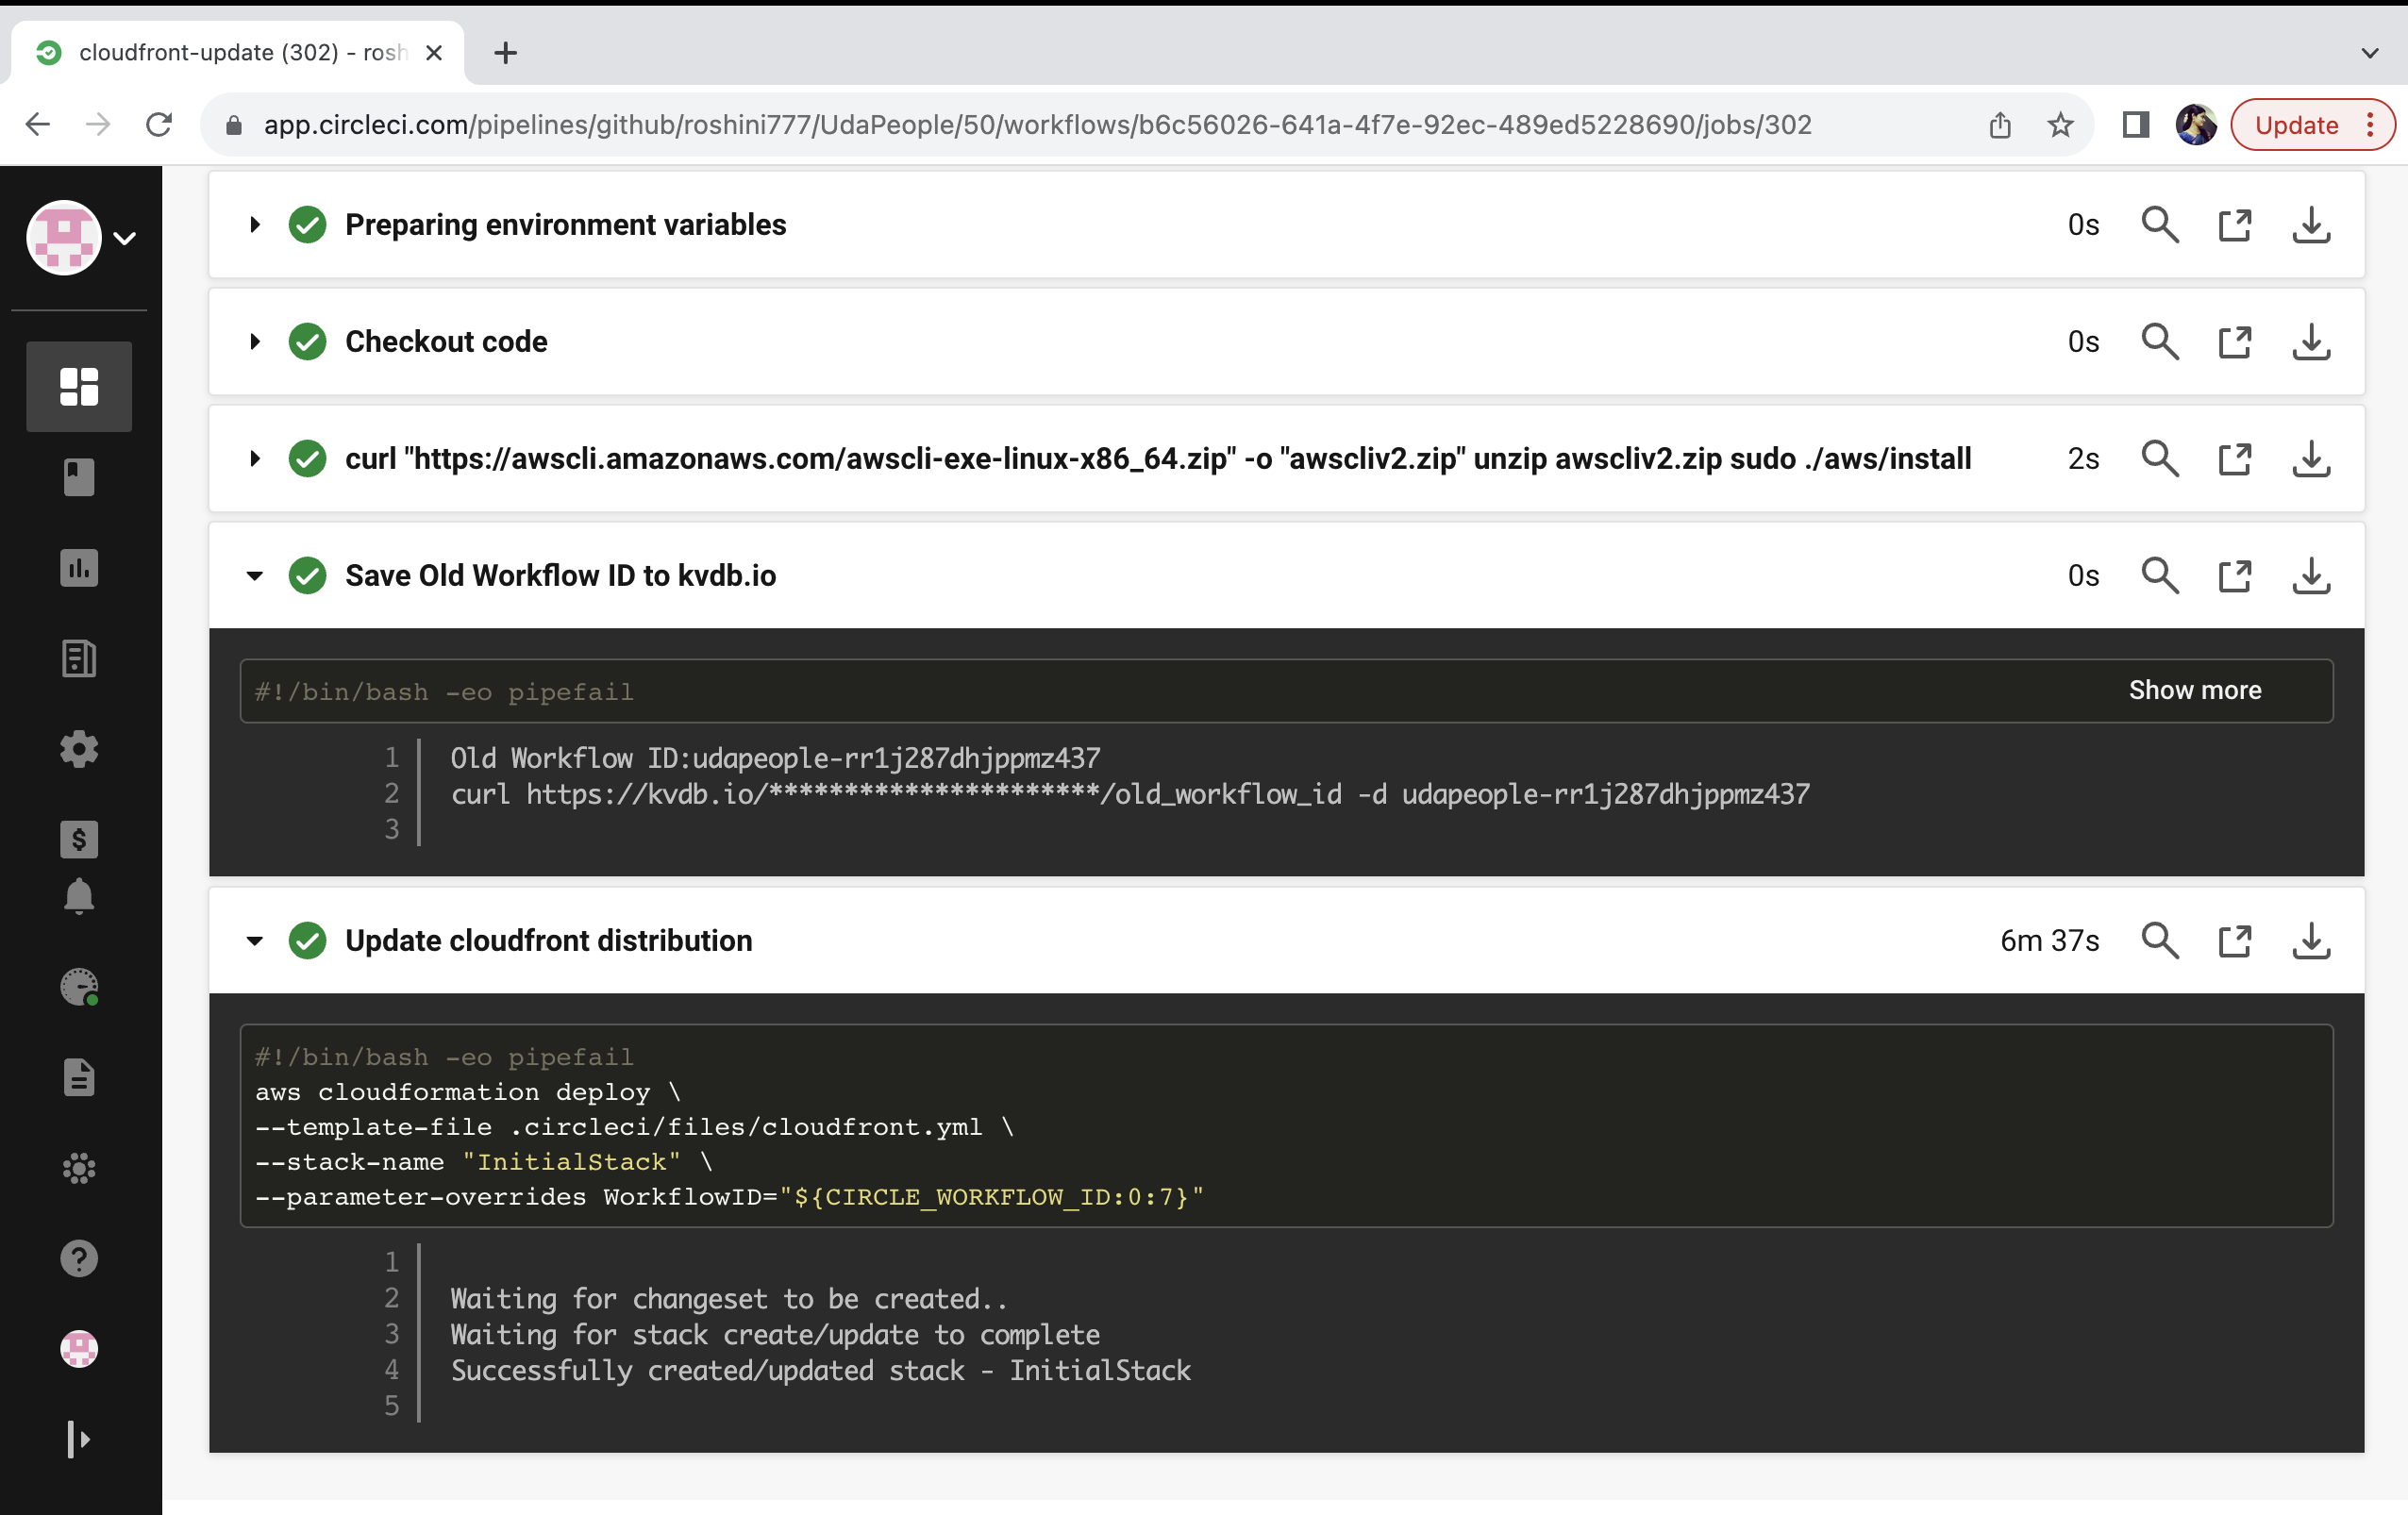 cloudfront-update (302) - rosh
app.circleci.com/pipelines/github/roshini777/UdaPeople/50/workflows/b6c56026-641a-4f7e-92ec-489ed5228690/jobs/302
Update
Preparing environment variables 0s
Checkout code 0s
curl "https://awscli.amazonaws.com/awscli-exe-linux-x86_64.zip" -o "awscliv2.zip" unzip awscliv2.zip sudo ./aws/install 2s
Save Old Workflow ID to kvdb.io 0s
#!/bin/bash -eo pipefail Show more
1 Old Workflow ID:udapeople-rr1j287dhjppmz437
2 curl https://kvdb.io/**********************/old_workflow_id -d udapeople-rr1j287dhjppmz437
3
Update cloudfront distribution 6m 37s
#!/bin/bash -eo pipefail
aws cloudformation deploy \
--template-file .circleci/files/cloudfront.yml \
--stack-name "InitialStack" \
--parameter-overrides WorkflowID="${CIRCLE_WORKFLOW_ID:0:7}"
1
2 Waiting for changeset to be created..
3 Waiting for stack create/update to complete
4 Successfully created/updated stack - InitialStack
5